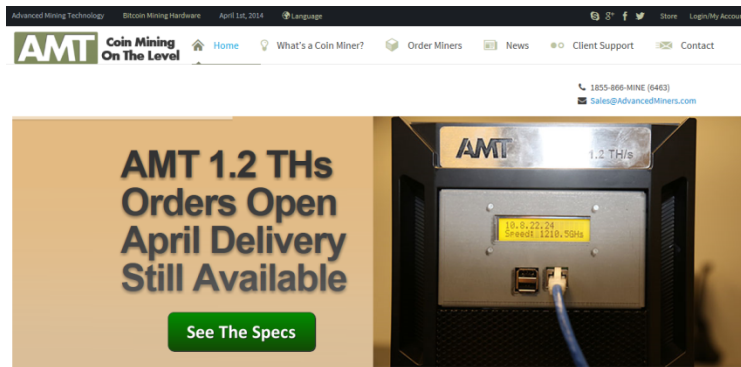 Advanced Mining Technology Bitcoin Mining Hardware April 1st, 2014 Language Store Login/My Accoun
AMT Coin Mining On The Level
Home What's a Coin Miner? Order Miners News Client Support Contact
1855-866-MINE (6463)
Sales@AdvancedMiners.com
AMT 1.2 THs
Orders Open
April Delivery
Still Available
See The Specs
AMT 1.2 TH/s
10.8.22.24
Speed: 1210.5GHs